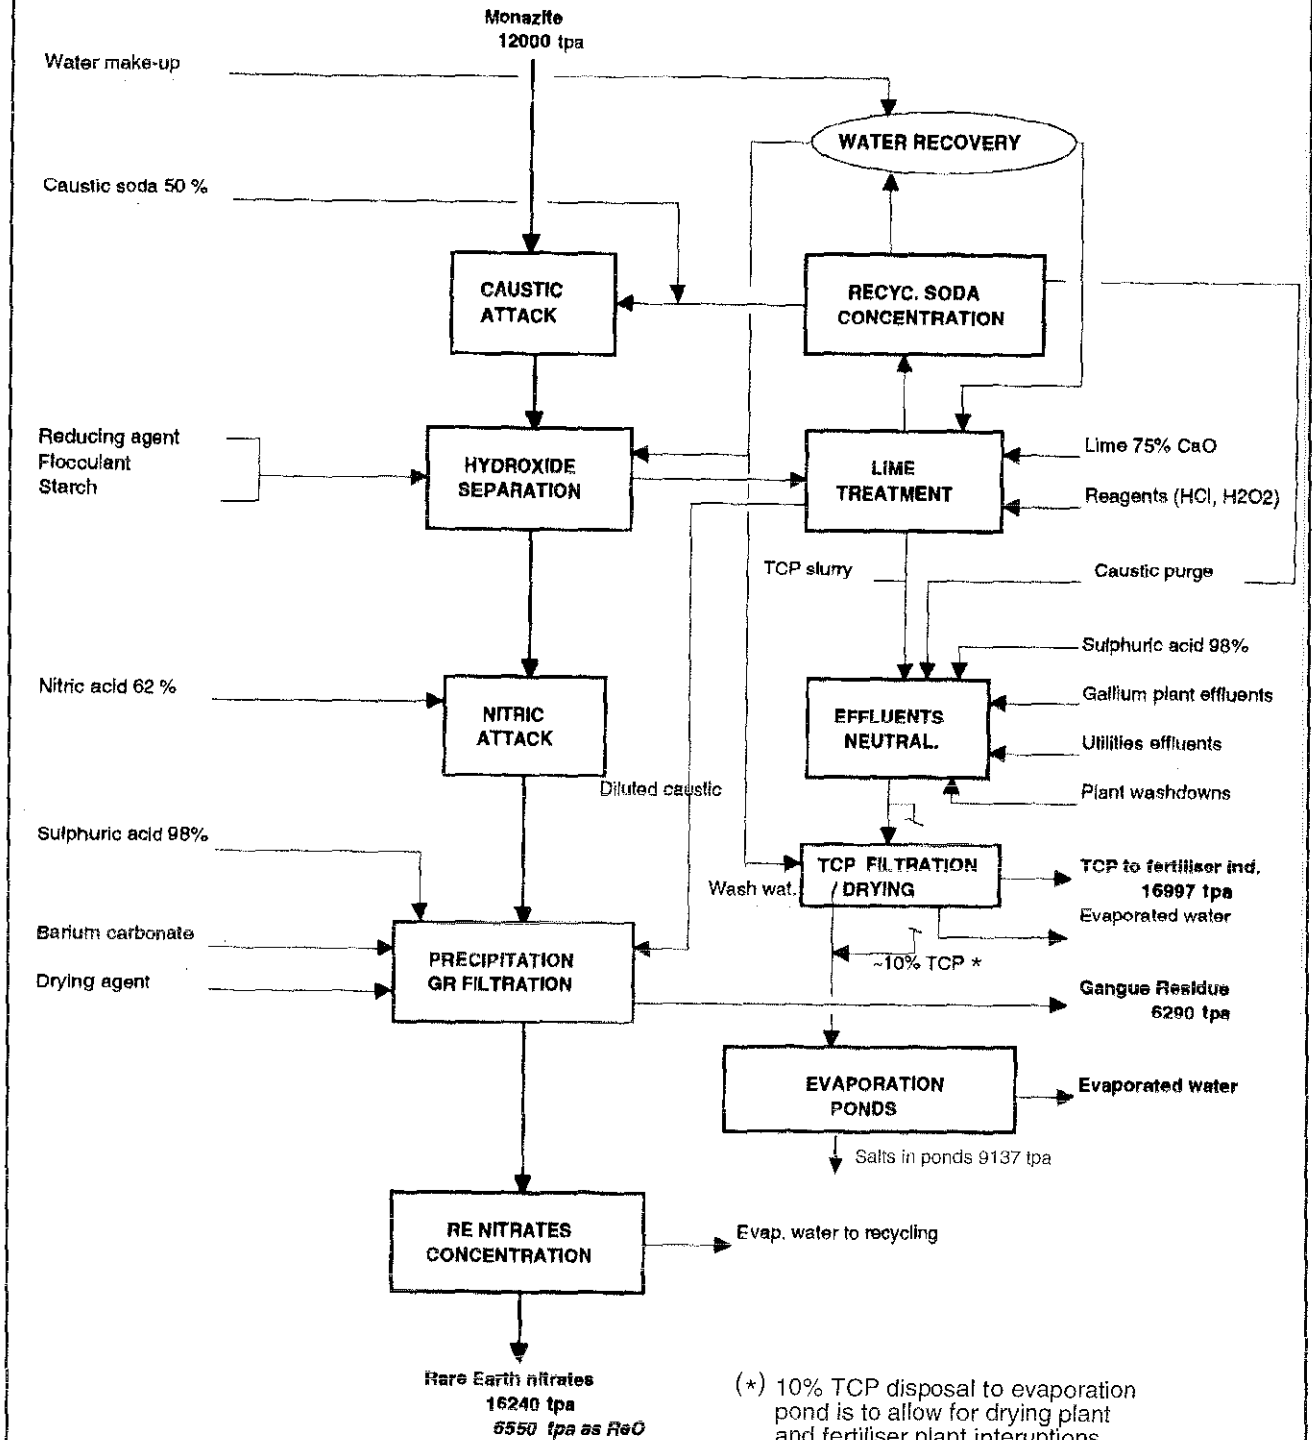 Monazite
12000 tpa
Water make-up
WATER RECOVERY
Caustic soda 50 %
CAUSTIC
ATTACK
RECYC. SODA
CONCENTRATION
Reducing agent
Flocculant
Starch
HYDROXIDE
SEPARATION
LIME
TREATMENT
Lime 75% CaO
Reagents (HCl, H2O2)
TCP slurry
Caustic purge
Nitric acid 62 %
NITRIC
ATTACK
Sulphuric acid 98%
Gallium plant effluents
EFFLUENTS
NEUTRAL.
Utilities effluents
Plant washdowns
Diluted caustic
Sulphuric acid 98%
TCP FILTRATION
/ DRYING
Wash wat.
TCP to fertiliser ind.
16997 tpa
Evaporated water
Barium carbonate
Drying agent
PRECIPITATION
GR FILTRATION
~10% TCP *
Gangue Residue
6290 tpa
EVAPORATION
PONDS
Evaporated water
Salts in ponds 9137 tpa
RE NITRATES
CONCENTRATION
Evap. water to recycling
Rare Earth nitrates
16240 tpa
6550 tpa as ReO
(*) 10% TCP disposal to evaporation
pond is to allow for drying plant
and fertiliser plant interuptions